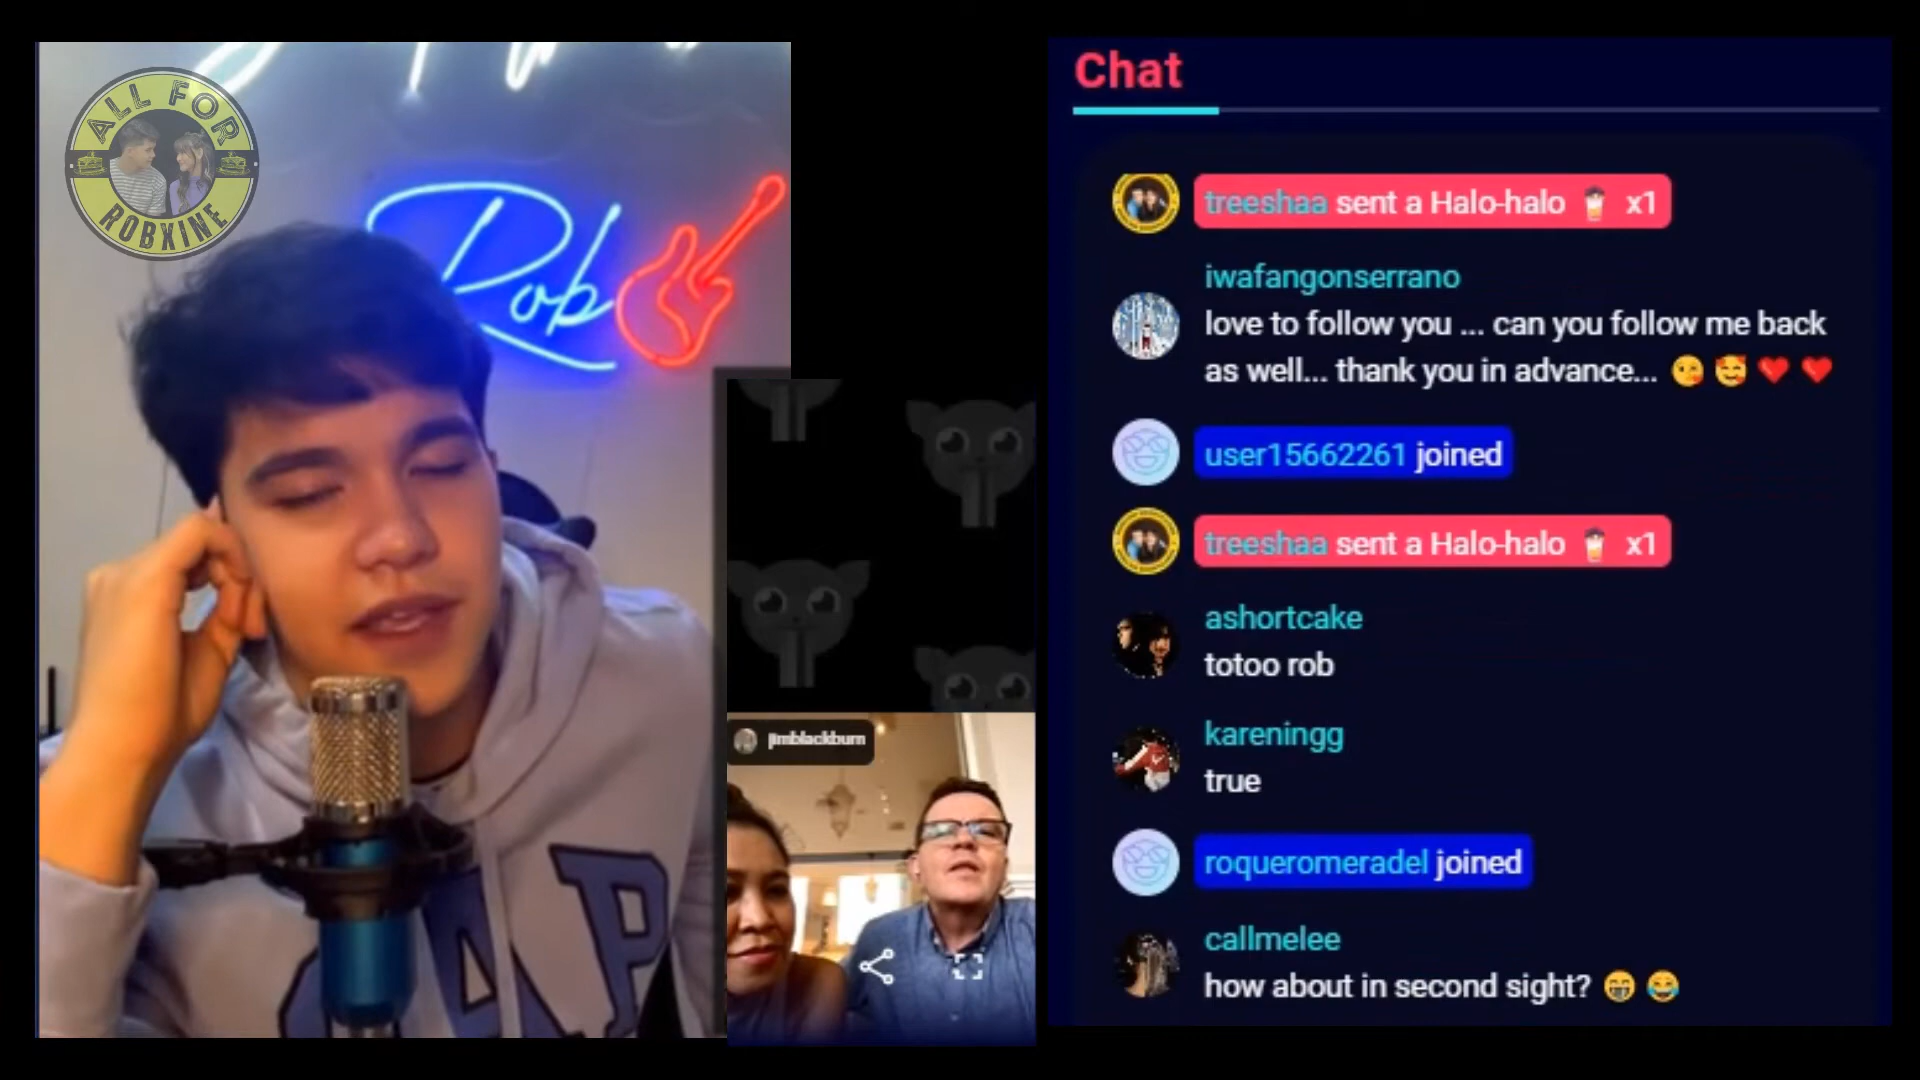 ALL FOR
ROBXINE
Rob
GAP
jimblackburn
Chat
treeshaa sent a Halo-halo x1
iwafangonserrano
love to follow you ... can you follow me back
as well... thank you in advance... 😘 🥰 ❤️ ❤️
user15662261 joined
treeshaa sent a Halo-halo x1
ashortcake
totoo rob
kareningg
true
roqueromeradel joined
callmelee
how about in second sight? 😁 😂